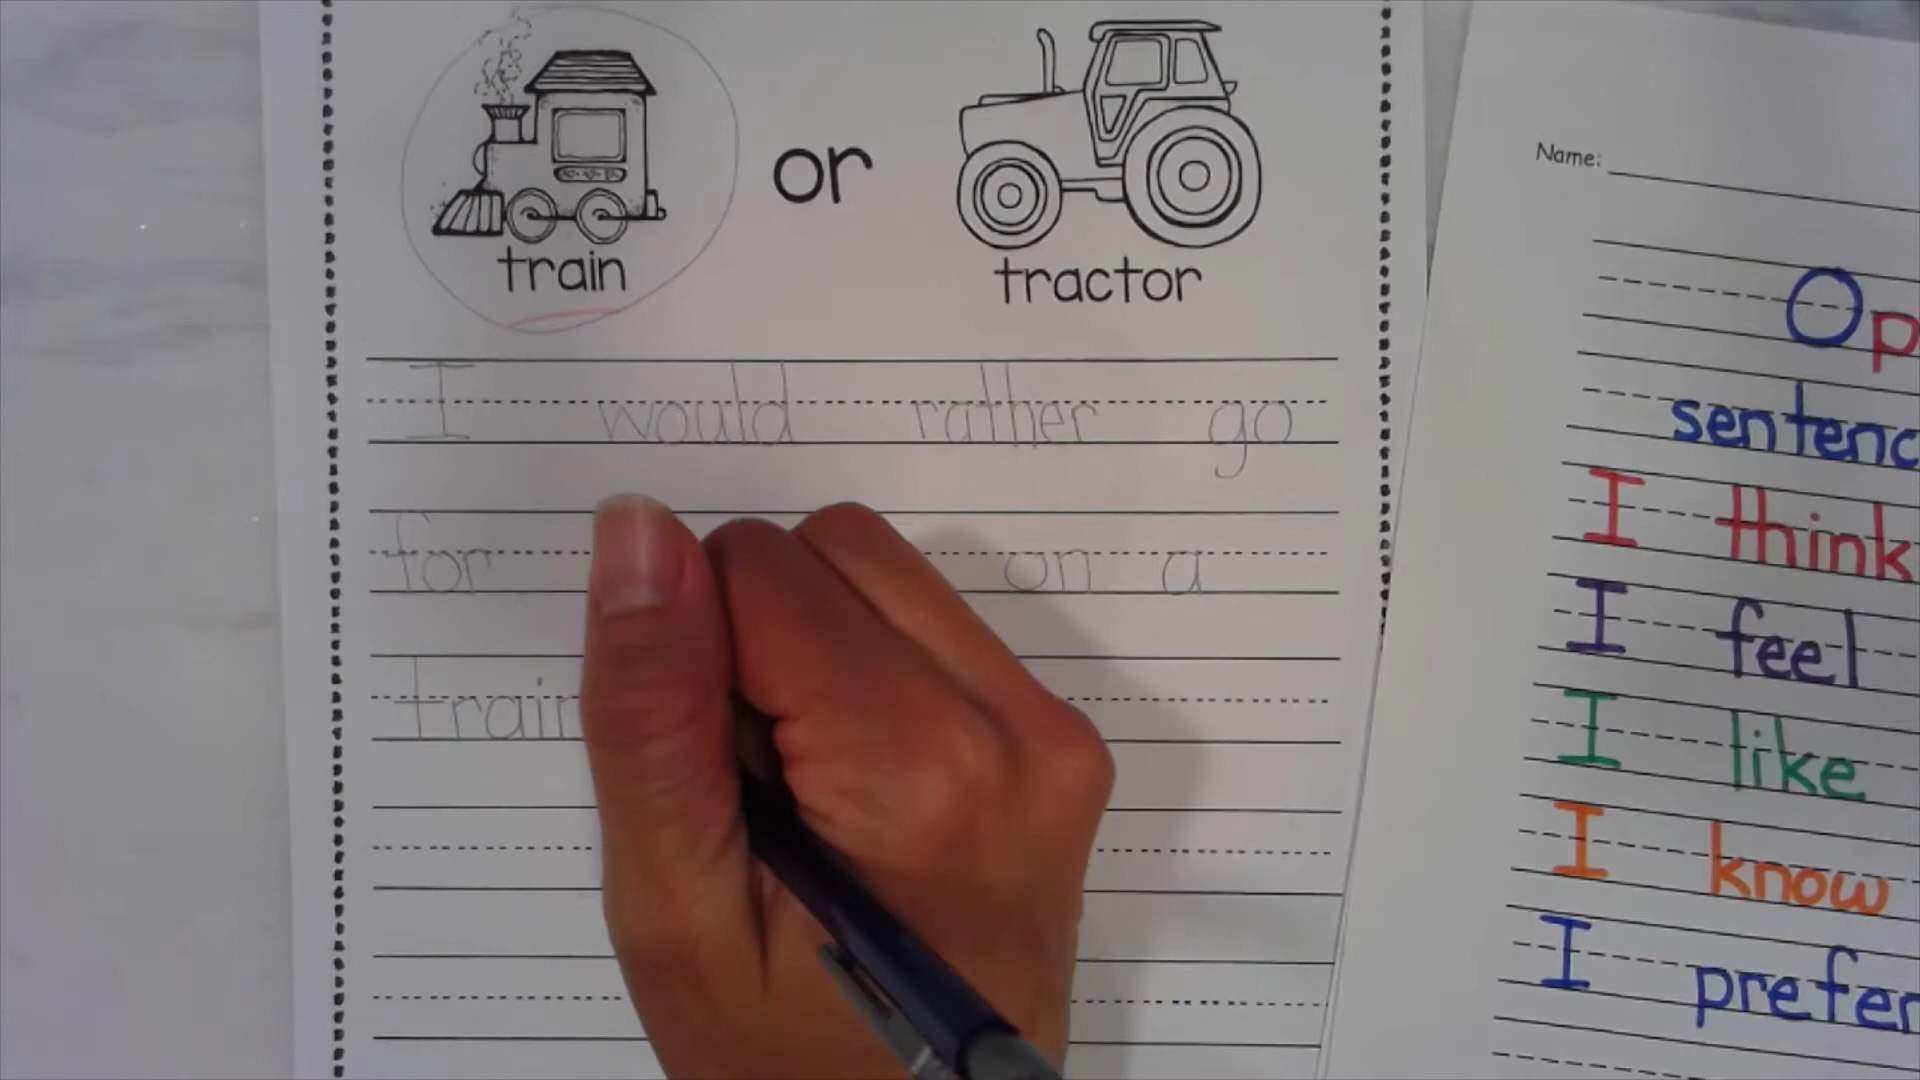 or
train
tractor
I would rather go
for on a
train
Name:
Op
sentenc
I think
I feel
I like
I know
I prefer